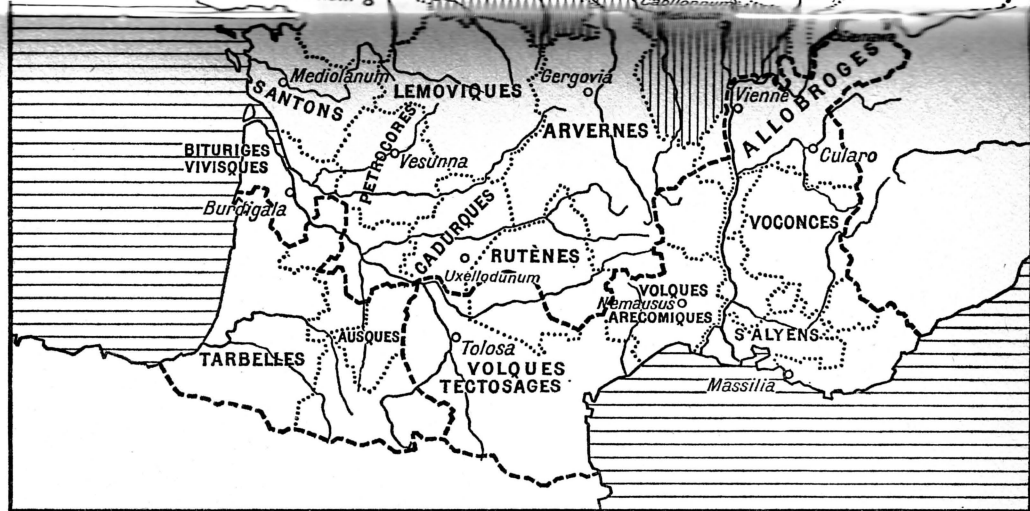 Mediolanum
SANTONS
LEMOVIQUES
Gergovia
Vienne
ALLOBROGES
PETROCORES
ARVERNES
BITURIGES
VIVISQUES
Vesunna
Cularo
Burdigala
CADURQUES
VOCONCES
RUTÈNES
Uxellodunum
VOLQUES
Nemausus
ARECOMIQUES
AUSQUES
TARBELLES
Tolosa
VOLQUES
TECTOSAGES
SALYENS
Massilia